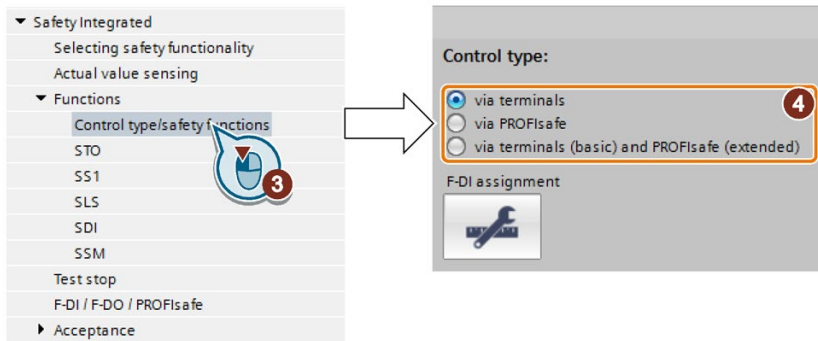 Safety Integrated
Selecting safety functionality
Actual value sensing
Functions
Control type/safety functions
3
STO
SS1
SLS
SDI
SSM
Test stop
F-DI / F-DO / PROFIsafe
Acceptance
Control type:
via terminals
4
via PROFIsafe
via terminals (basic) and PROFIsafe (extended)
F-DI assignment